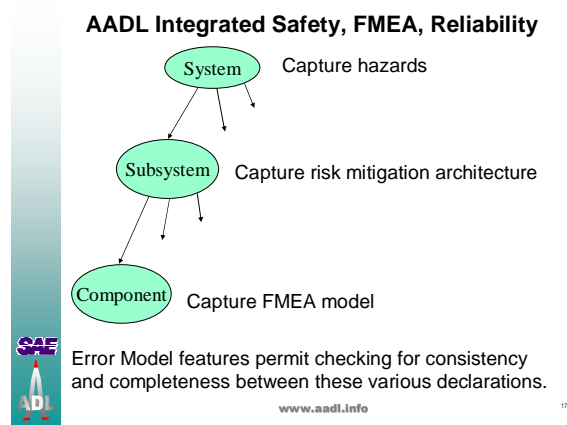 AADL Integrated Safety, FMEA, Reliability
System
Capture hazards
Subsystem
Capture risk mitigation architecture
Component
Capture FMEA model
SAE
Error Model features permit checking for consistency
and completeness between these various declarations.
ADL
www.aadl.info
17